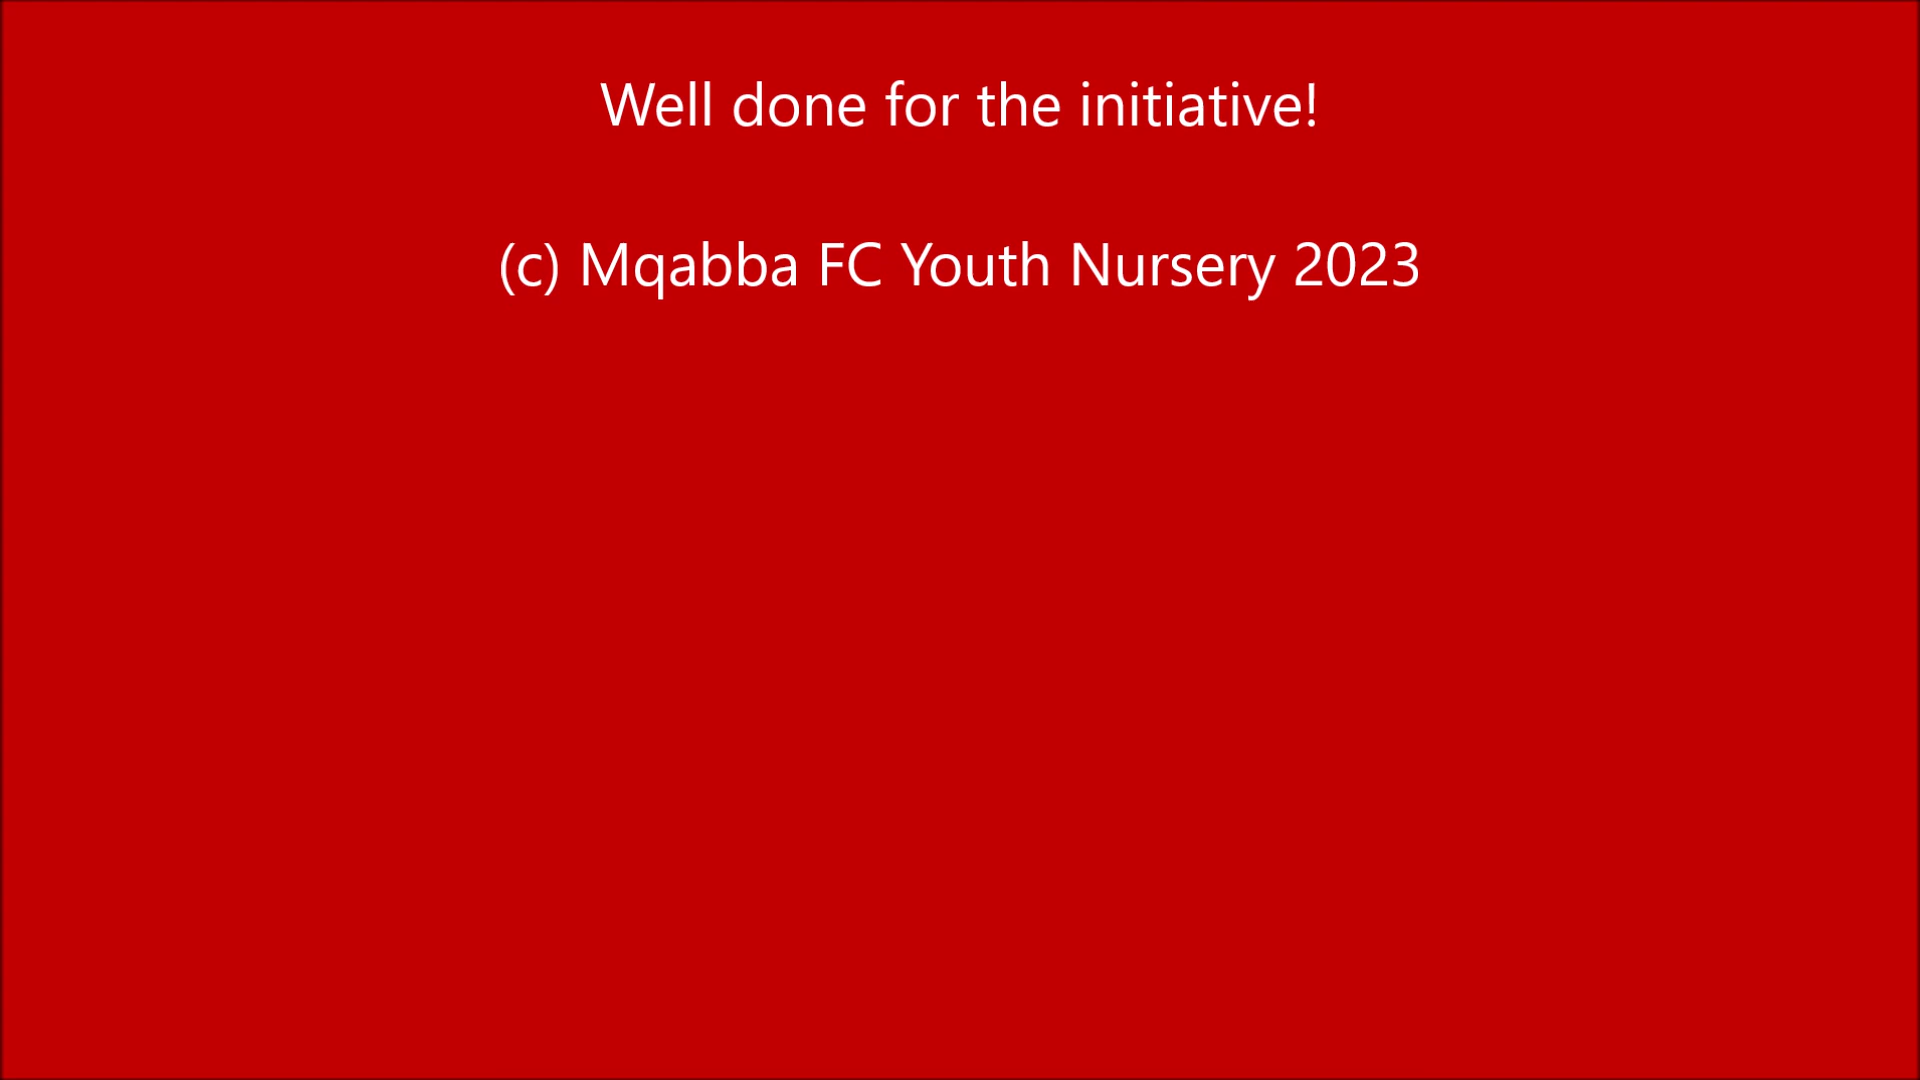 Well done for the initiative!
(c) Mqabba FC Youth Nursery 2023